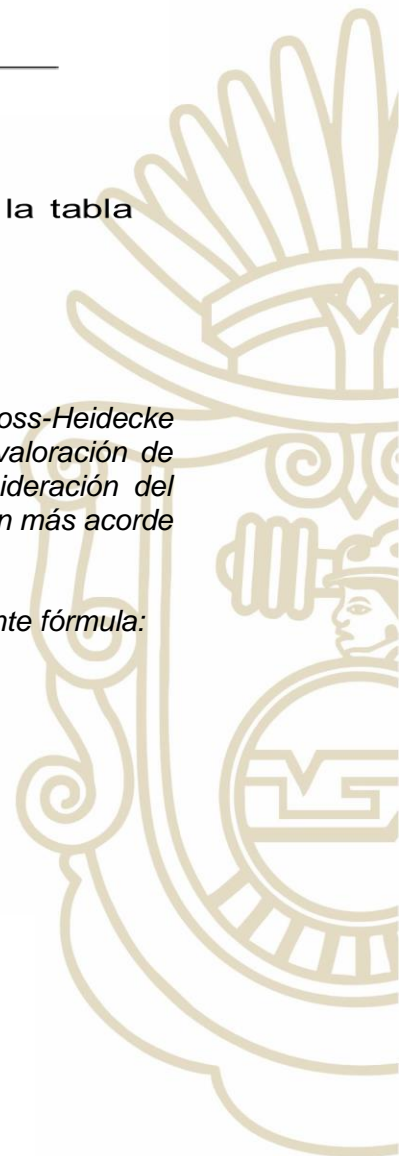 la tabla
oss-Heidecke
valoración de
ideración del
n más acorde
nte fórmula: